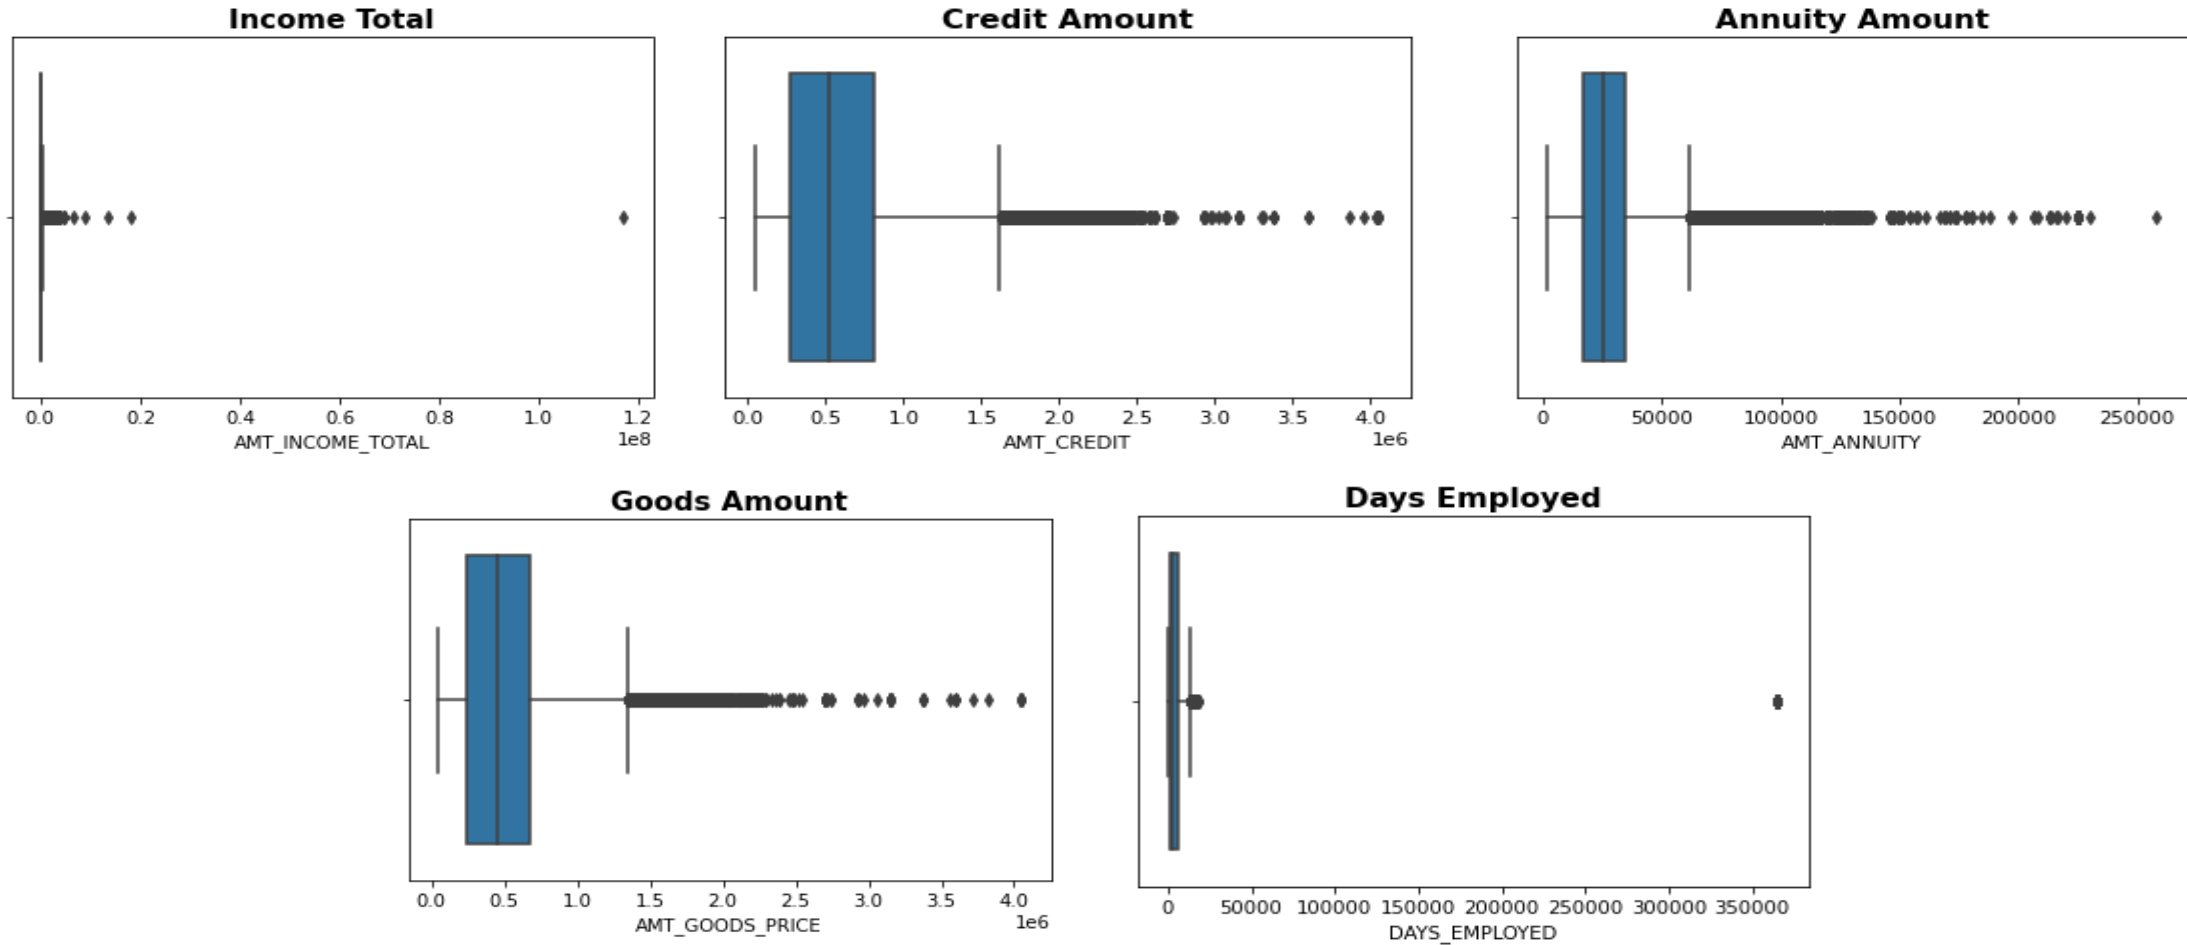 Income Total
0.0 0.2 0.4 0.6 0.8 1.0 1.2
AMT_INCOME_TOTAL
1e8
Credit Amount
0.0 0.5 1.0 1.5 2.0 2.5 3.0 3.5 4.0
AMT_CREDIT
1e6
Annuity Amount
0 50000 100000 150000 200000 250000
AMT_ANNUITY
Goods Amount
0.0 0.5 1.0 1.5 2.0 2.5 3.0 3.5 4.0
AMT_GOODS_PRICE
1e6
Days Employed
0 50000 100000 150000 200000 250000 300000 350000
DAYS_EMPLOYED